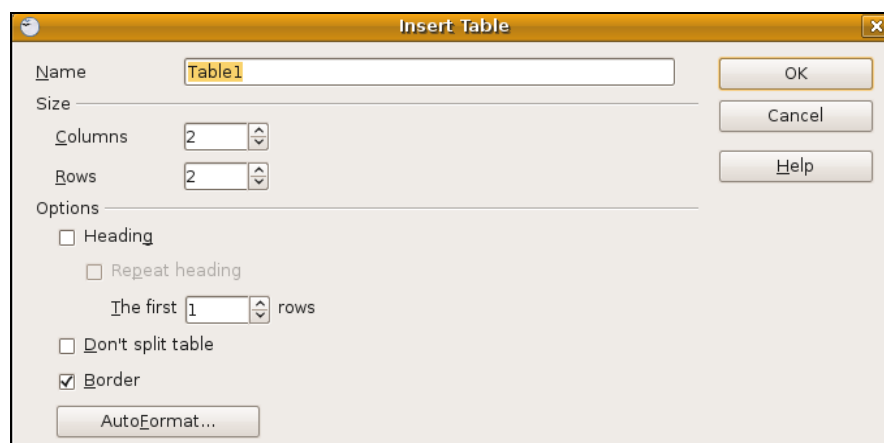 Insert Table
Name Table1 OK
Size
Cancel
Columns 2
Rows 2 Help
Options
Heading
Repeat heading
The first 1 rows
Don't split table
Border
AutoFormat...